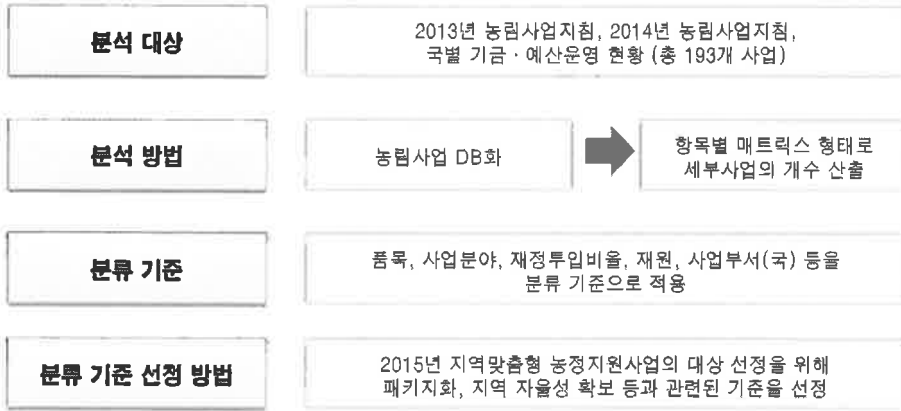 분석 대상
2013년 농림사업지침, 2014년 농림사업지침,
국별 기금 · 예산운영 현황 (총 193개 사업)
분석 방법
농림사업 DB화
항목별 매트릭스 형태로
세부사업의 개수 산출
분류 기준
품목, 사업분야, 재정투입비율, 재원, 사업부서(국) 등을
분류 기준으로 적용
분류 기준 선정 방법
2015년 지역맞춤형 농정지원사업의 대상 선정을 위해
패키지화, 지역 자율성 확보 등과 관련된 기준을 선정